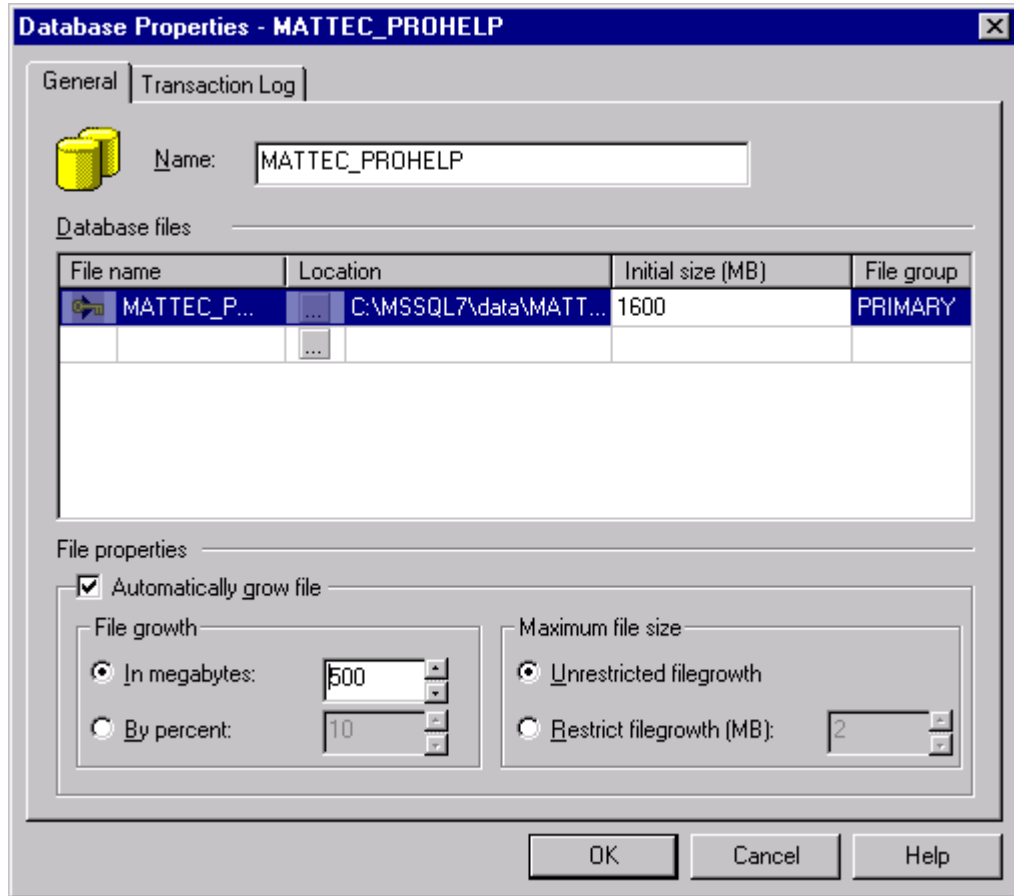 Database Properties - MATTEC_PROHELP
General Transaction Log
Name: MATTEC_PROHELP
Database files
File name Location Initial size (MB) File group
MATTEC_P... ... C:\MSSQL7\data\MATT... 1600 PRIMARY
...
File properties
Automatically grow file
File growth Maximum file size
In megabytes: 500 Unrestricted filegrowth
By percent: 10 Restrict filegrowth (MB): 2
OK Cancel Help